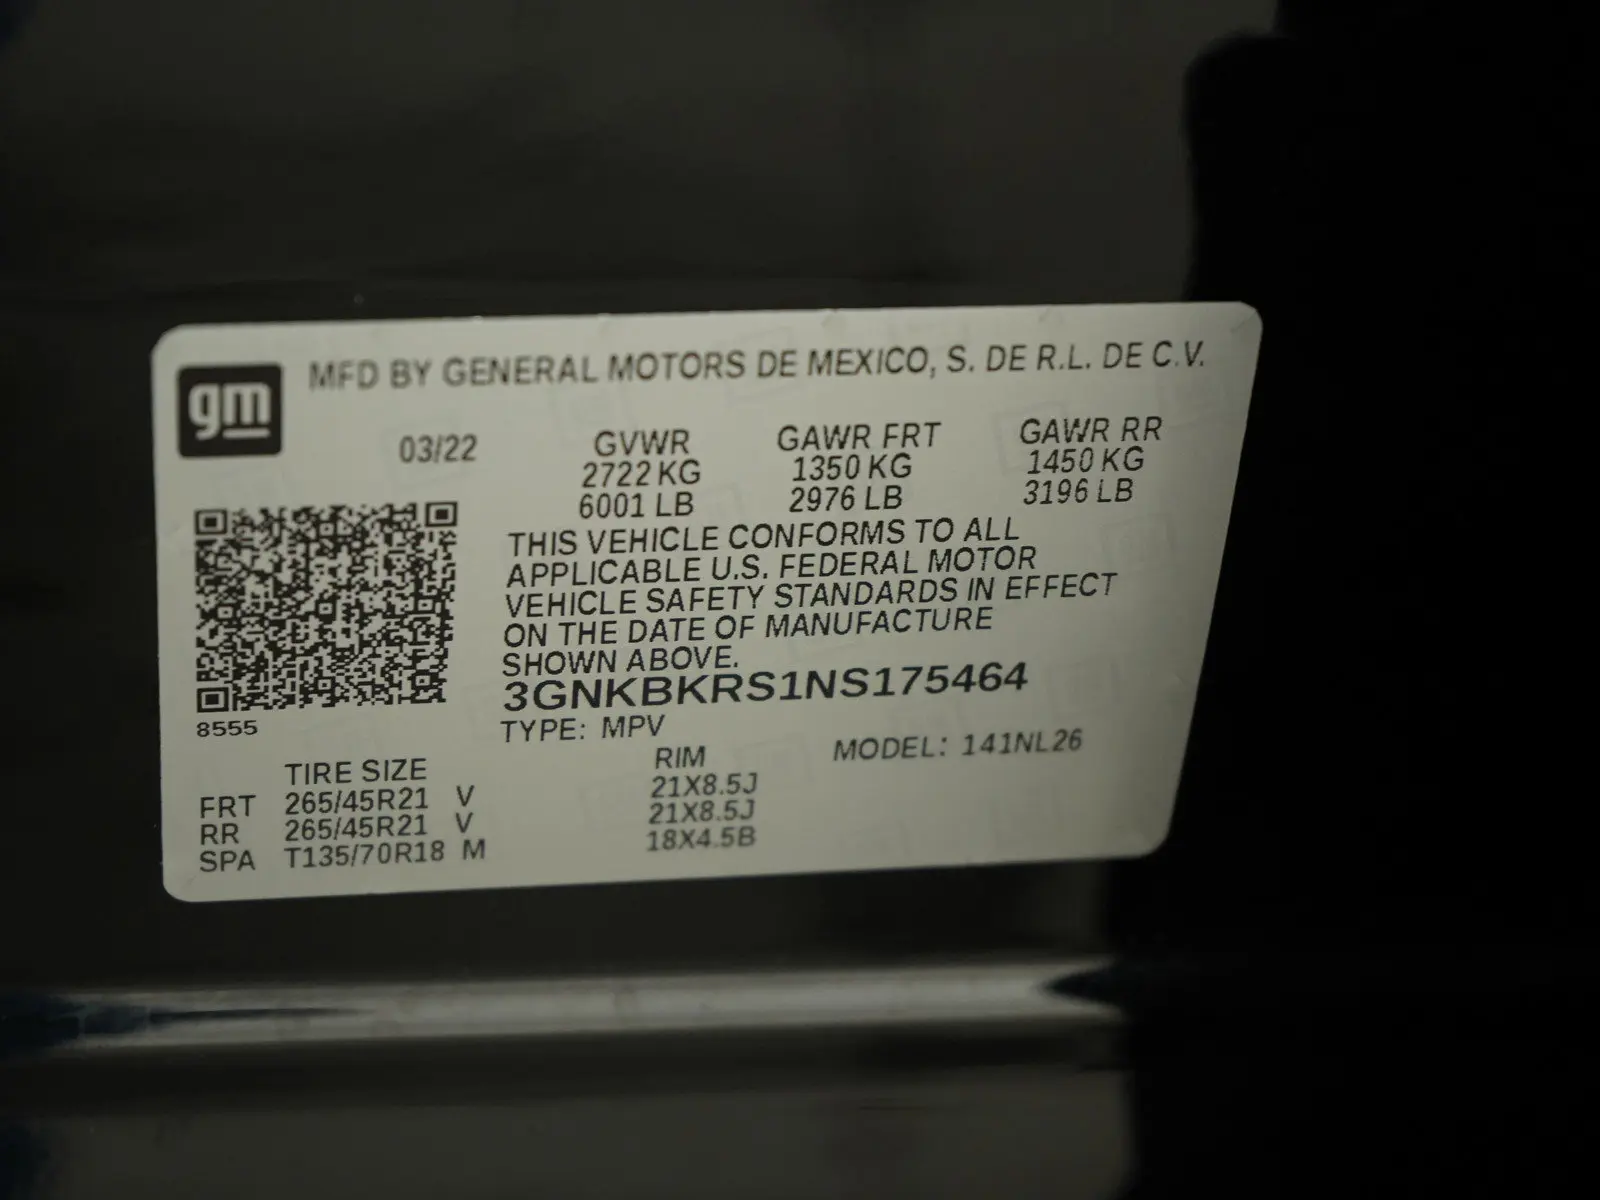 gm
MFD BY GENERAL MOTORS DE MEXICO, S. DE R.L. DE C.V.
03/22 GVWR GAWR FRT GAWR RR
2722 KG 1350 KG 1450 KG
6001 LB 2976 LB 3196 LB
THIS VEHICLE CONFORMS TO ALL
APPLICABLE U.S. FEDERAL MOTOR
VEHICLE SAFETY STANDARDS IN EFFECT
ON THE DATE OF MANUFACTURE
SHOWN ABOVE.
3GNKBKRS1NS175464
8555
TYPE: MPV MODEL: 141NL26
TIRE SIZE RIM
FRT 265/45R21 V 21X8.5J
RR 265/45R21 V 21X8.5J
SPA T135/70R18 M 18X4.5B